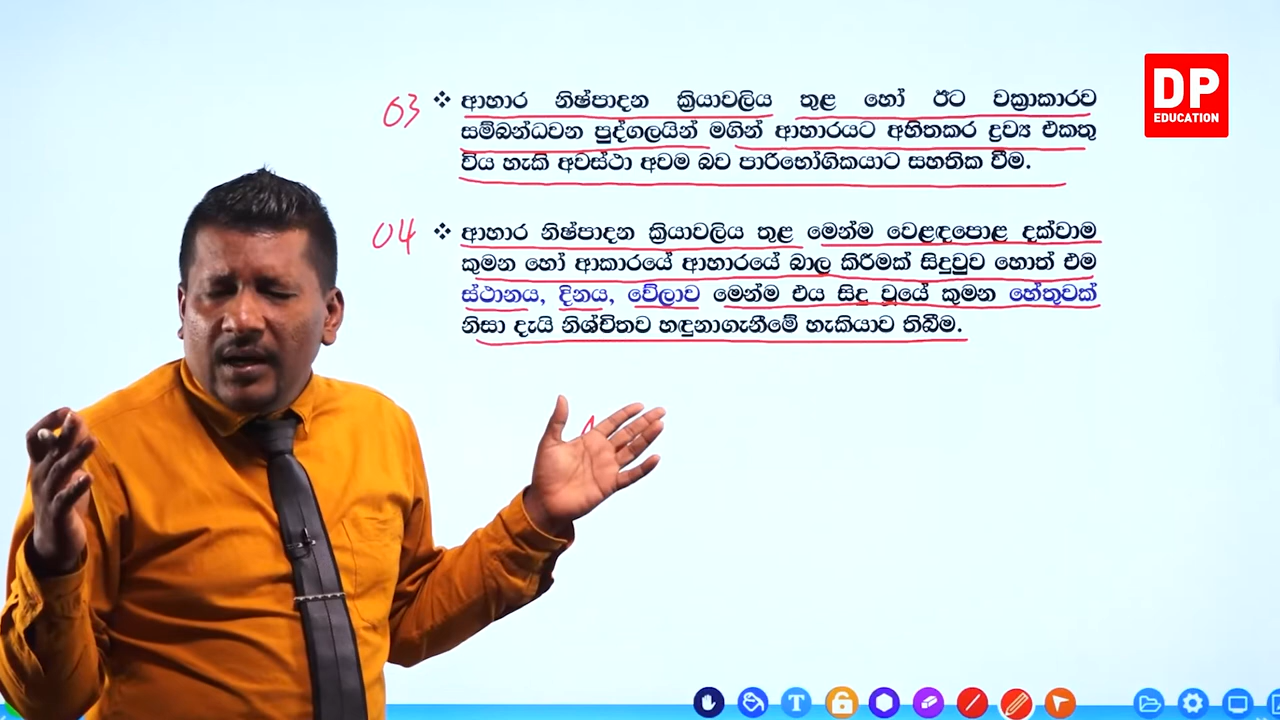 DP
EDUCATION
03 ❖ ආහාර නිෂ්පාදන ක්‍රියාවලිය තුළ හෝ ඊට වක්‍රාකාරව
සම්බන්ධවන පුද්ගලයින් මගින් ආහාරයට අහිතකර ද්‍රව්‍ය එකතු
විය හැකි අවස්ථා අවම බව පාරිභෝගිකයාට සහතික වීම.
04 ❖ ආහාර නිෂ්පාදන ක්‍රියාවලිය තුළ මෙන්ම වෙළඳපොළ දක්වාම
කුමන හෝ ආකාරයේ ආහාරයේ බාල කිරීමක් සිදුවුව හොත් එම
ස්ථානය, දිනය, වේලාව මෙන්ම එය සිදු වූයේ කුමන හේතුවක්
නිසා දැයි නිශ්චිතව හඳුනාගැනීමේ හැකියාව තිබීම.
T